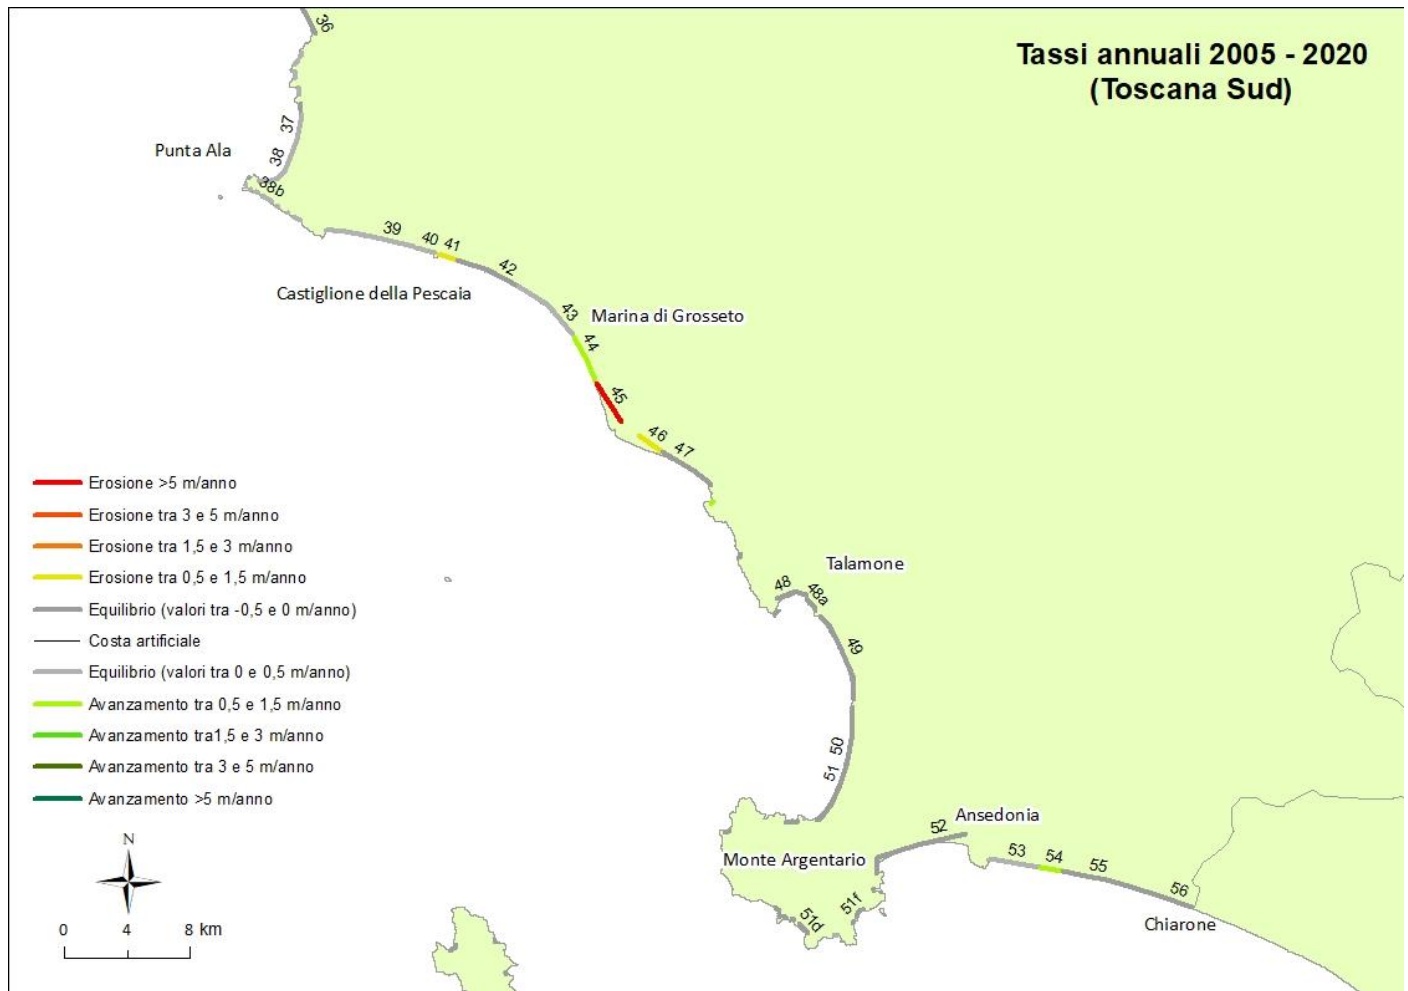 Tassi annuali 2005 - 2020
(Toscana Sud)
36
37
Punta Ala
38
38b
39
40
41
42
Castiglione della Pescaia
43
Marina di Grosseto
44
45
46
47
Erosione >5 m/anno
Erosione tra 3 e 5 m/anno
Erosione tra 1,5 e 3 m/anno
Erosione tra 0,5 e 1,5 m/anno
Equilibrio (valori tra -0,5 e 0 m/anno)
Costa artificiale
Equilibrio (valori tra 0 e 0,5 m/anno)
Avanzamento tra 0,5 e 1,5 m/anno
Avanzamento tra1,5 e 3 m/anno
Avanzamento tra 3 e 5 m/anno
Avanzamento >5 m/anno
Talamone
48
48a
49
50
51
Ansedonia
52
Monte Argentario
53
54
55
56
51f
51d
Chiarone
N
0 4 8 km